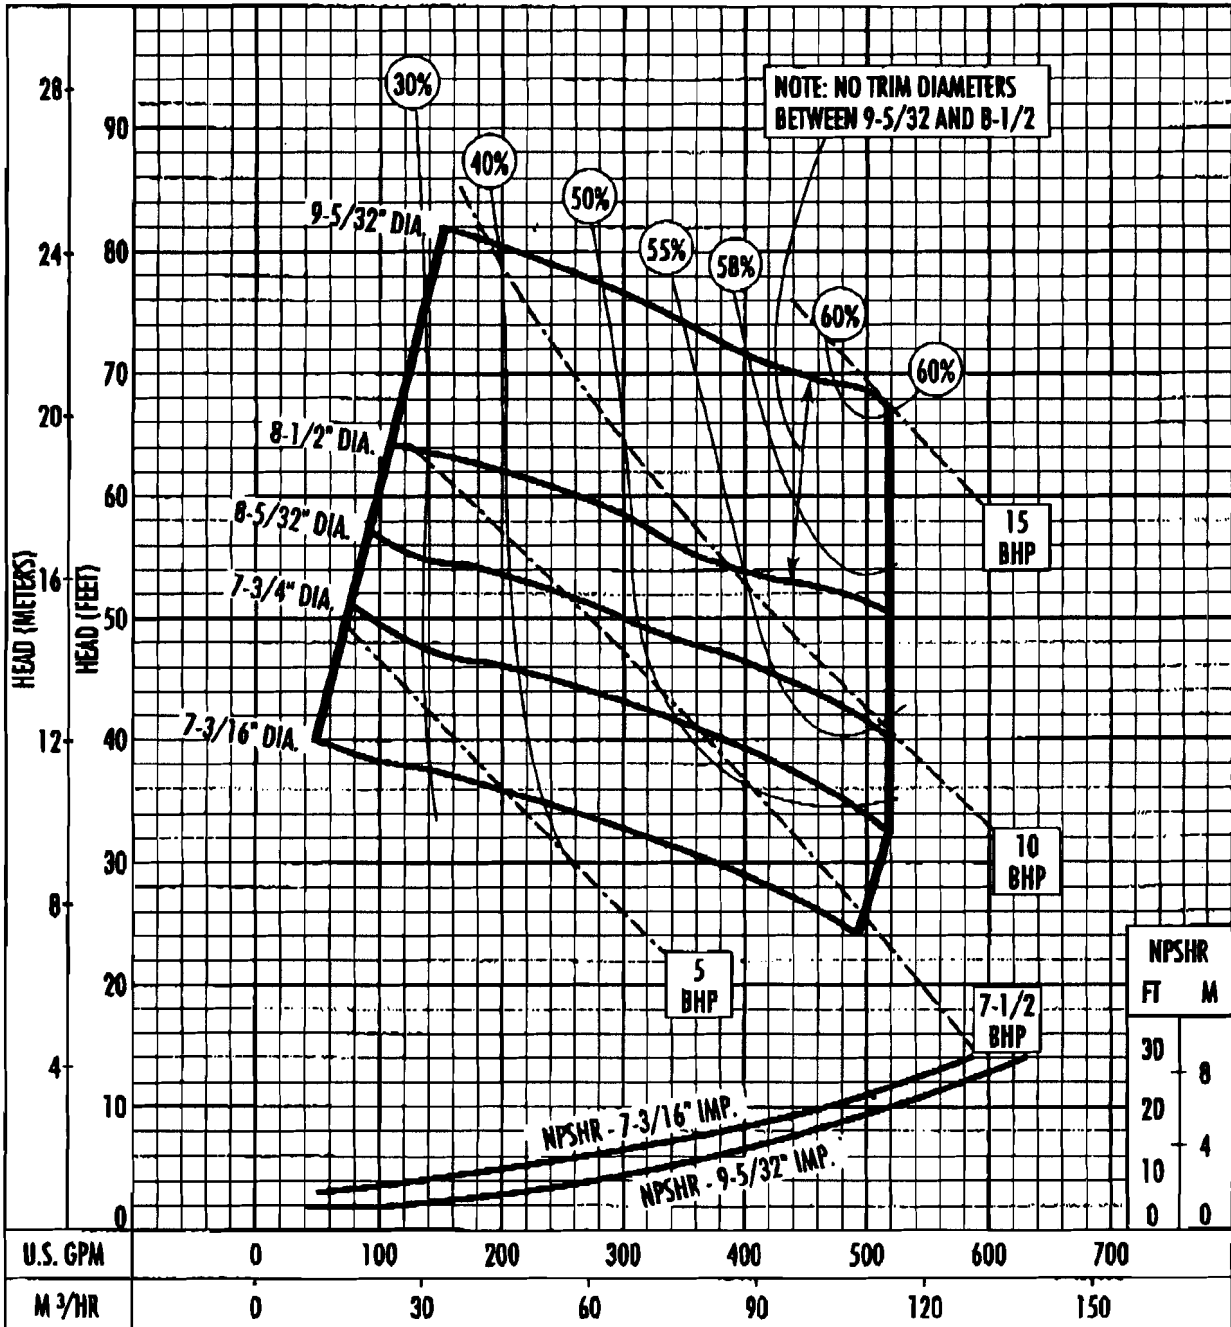 28
30%
NOTE: NO TRIM DIAMETERS
BETWEEN 9-5/32 AND 8-1/2
90
40%
50%
9-5/32" DIA.
24
80
55%
58%
60%
70
60%
20
8-1/2" DIA.
60
8-5/32" DIA.
15
BHP
HEAD (METERS)
HEAD (FEET)
16
7-3/4" DIA.
50
7-3/16" DIA.
12
40
30
10
BHP
8
20
5
BHP
NPSHR
FT M
7-1/2
BHP
30
4
8
10
20
NPSHR - 7-3/16" IMP.
4
NPSHR - 9-5/32" IMP.
10
0
0 0
U.S. GPM 0 100 200 300 400 500 600 700
M³/HR 0 30 60 90 120 150